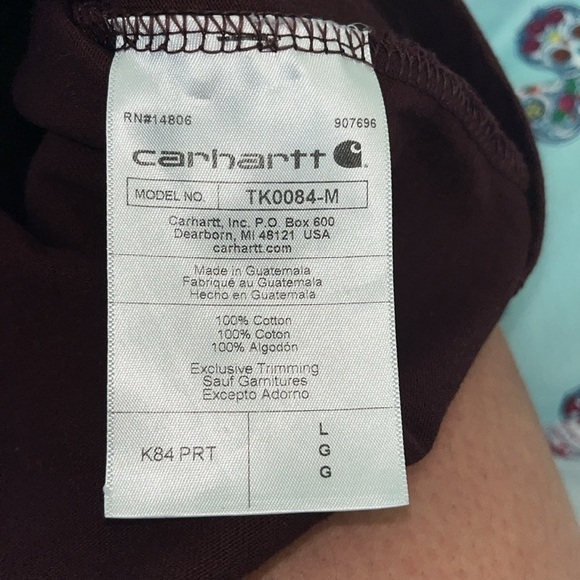 RN#14806 907696
carhartt
MODEL NO. TK0084-M
Carhartt, Inc. P.O. Box 600
Dearborn, MI 48121 USA
carhartt.com
Made in Guatemala
Fabriqué au Guatemala
Hecho en Guatemala
100% Cotton
100% Coton
100% Algodón
Exclusive Trimming
Sauf Garnitures
Excepto Adorno
K84 PRT
L
G
G